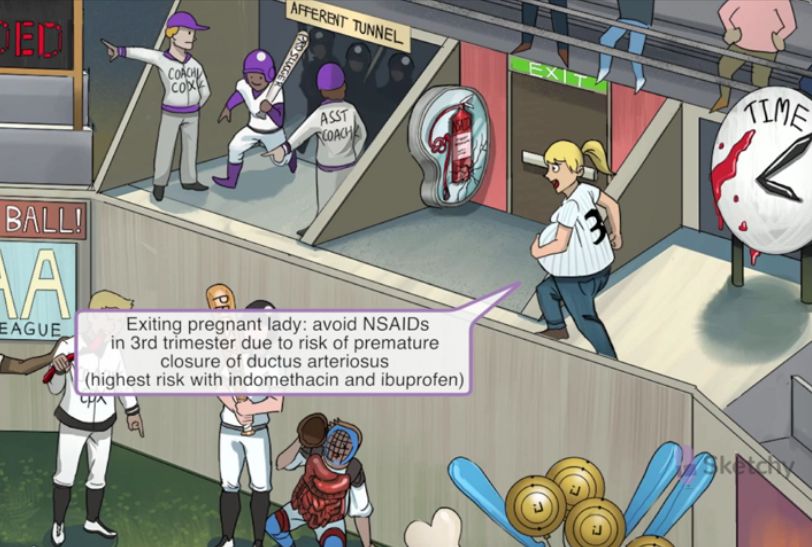 DED
AFFERENT TUNNEL
EXIT
TIME
COACH
COX
ASST
COACH
3
BALL!
AA
LEAGUE
Exiting pregnant lady: avoid NSAIDs
in 3rd trimester due to risk of premature
closure of ductus arteriosus
(highest risk with indomethacin and ibuprofen)
COX
Sketchy